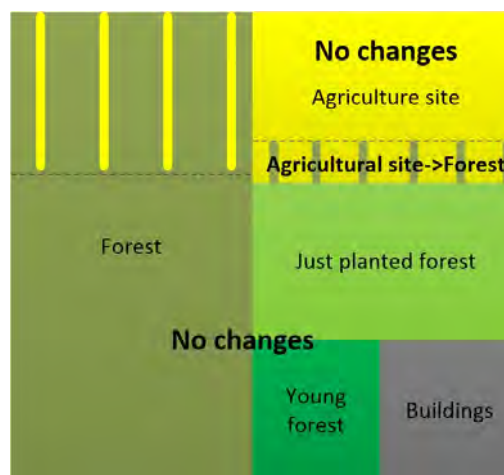 No changes
Agriculture site
Agricultural site->Forest
Forest
Just planted forest
No changes
Young
forest
Buildings